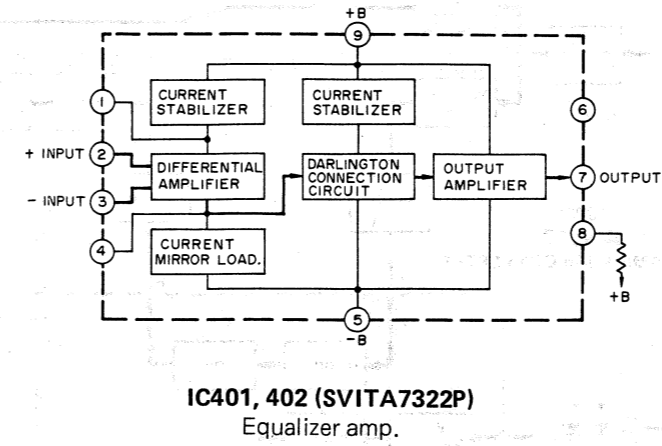 +B
9
CURRENT
STABILIZER
CURRENT
STABILIZER
1
6
+ INPUT 2
DIFFERENTIAL
AMPLIFIER
DARLINGTON
CONNECTION
CIRCUIT
OUTPUT
AMPLIFIER
7 OUTPUT
- INPUT 3
8
4
CURRENT
MIRROR LOAD.
+B
5
-B
IC401, 402 (SVITA7322P)
Equalizer amp.